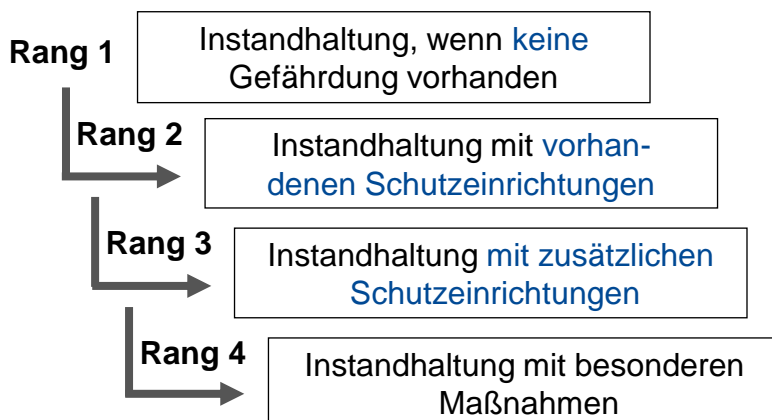 Rang 1
Instandhaltung, wenn keine
Gefährdung vorhanden
Rang 2
Instandhaltung mit vorhan-
denen Schutzeinrichtungen
Rang 3
Instandhaltung mit zusätzlichen
Schutzeinrichtungen
Rang 4
Instandhaltung mit besonderen
Maßnahmen